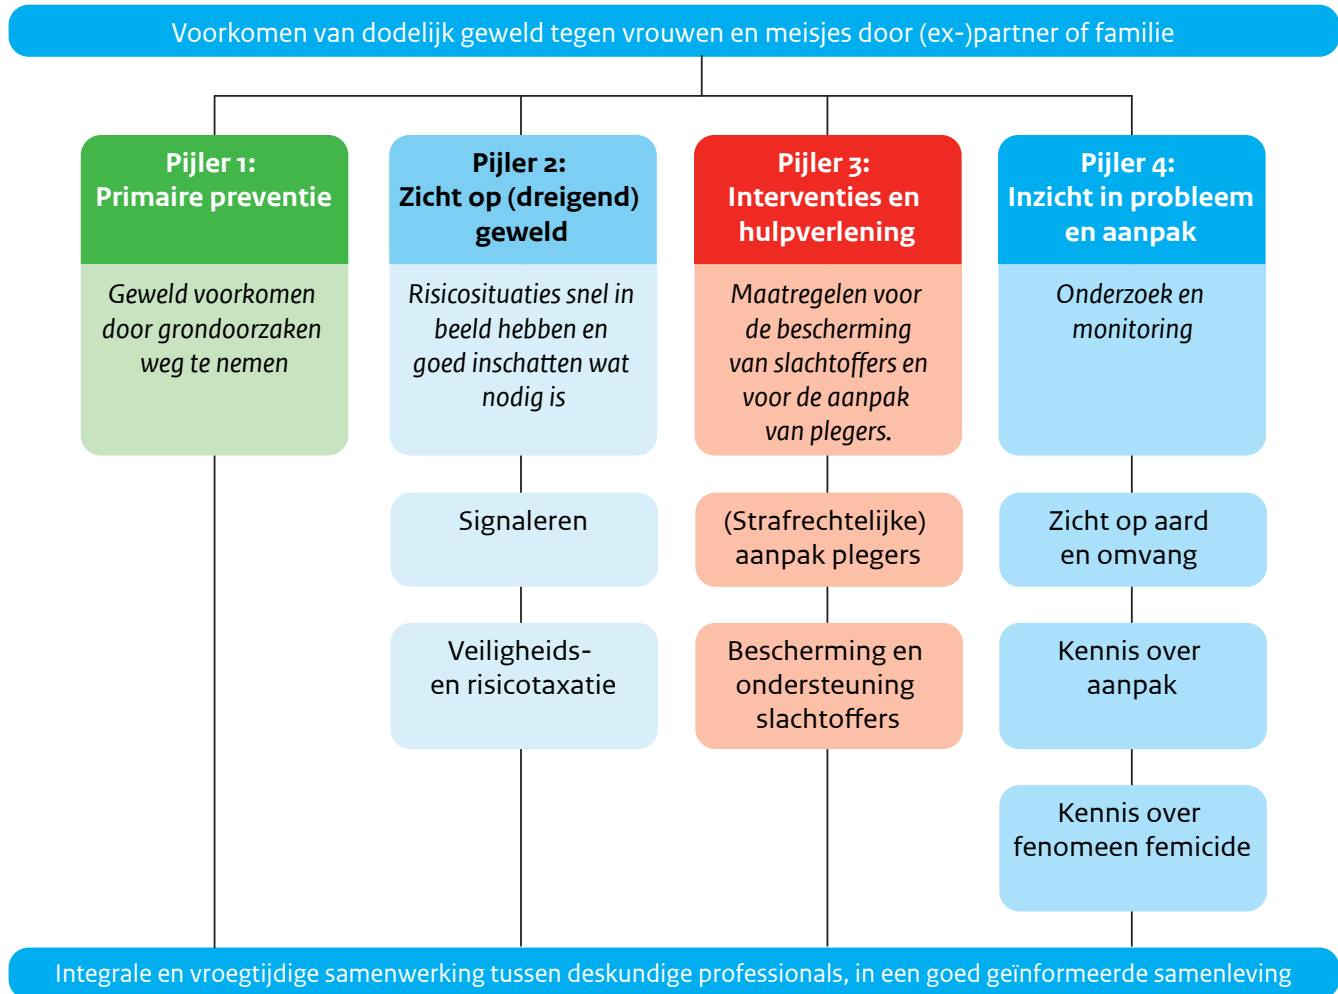 Voorkomen van dodelijk geweld tegen vrouwen en meisjes door (ex-)partner of familie
Pijler 1:
Primaire preventie
Geweld voorkomen
door grondoorzaken
weg te nemen
Pijler 2:
Zicht op (dreigend)
geweld
Risicosituaties snel in
beeld hebben en
goed inschatten wat
nodig is
Signaleren
Veiligheids-
en risicotaxatie
Pijler 3:
Interventies en
hulpverlening
Maatregelen voor
de bescherming
van slachtoffers en
voor de aanpak
van plegers.
(Strafrechtelijke)
aanpak plegers
Bescherming en
ondersteuning
slachtoffers
Pijler 4:
Inzicht in probleem
en aanpak
Onderzoek en
monitoring
Zicht op aard
en omvang
Kennis over
aanpak
Kennis over
fenomeen femicide
Integrale en vroegtijdige samenwerking tussen deskundige professionals, in een goed geïnformeerde samenleving